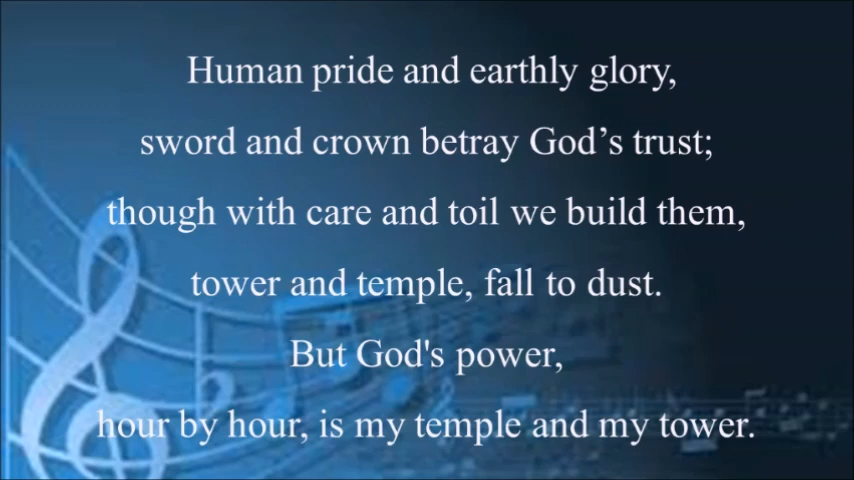 Human pride and earthly glory,
sword and crown betray God’s trust;
though with care and toil we build them,
tower and temple, fall to dust.
But God's power,
hour by hour, is my temple and my tower.